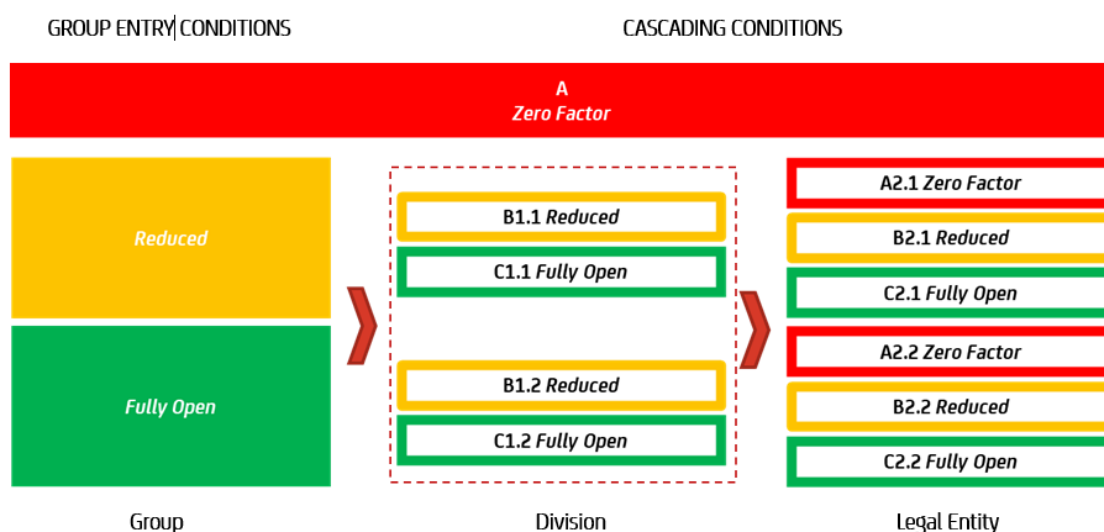 GROUP ENTRY CONDITIONS
CASCADING CONDITIONS
A
Zero Factor
Reduced
Fully Open
B1.1 Reduced
C1.1 Fully Open
B1.2 Reduced
C1.2 Fully Open
A2.1 Zero Factor
B2.1 Reduced
C2.1 Fully Open
A2.2 Zero Factor
B2.2 Reduced
C2.2 Fully Open
Group
Division
Legal Entity